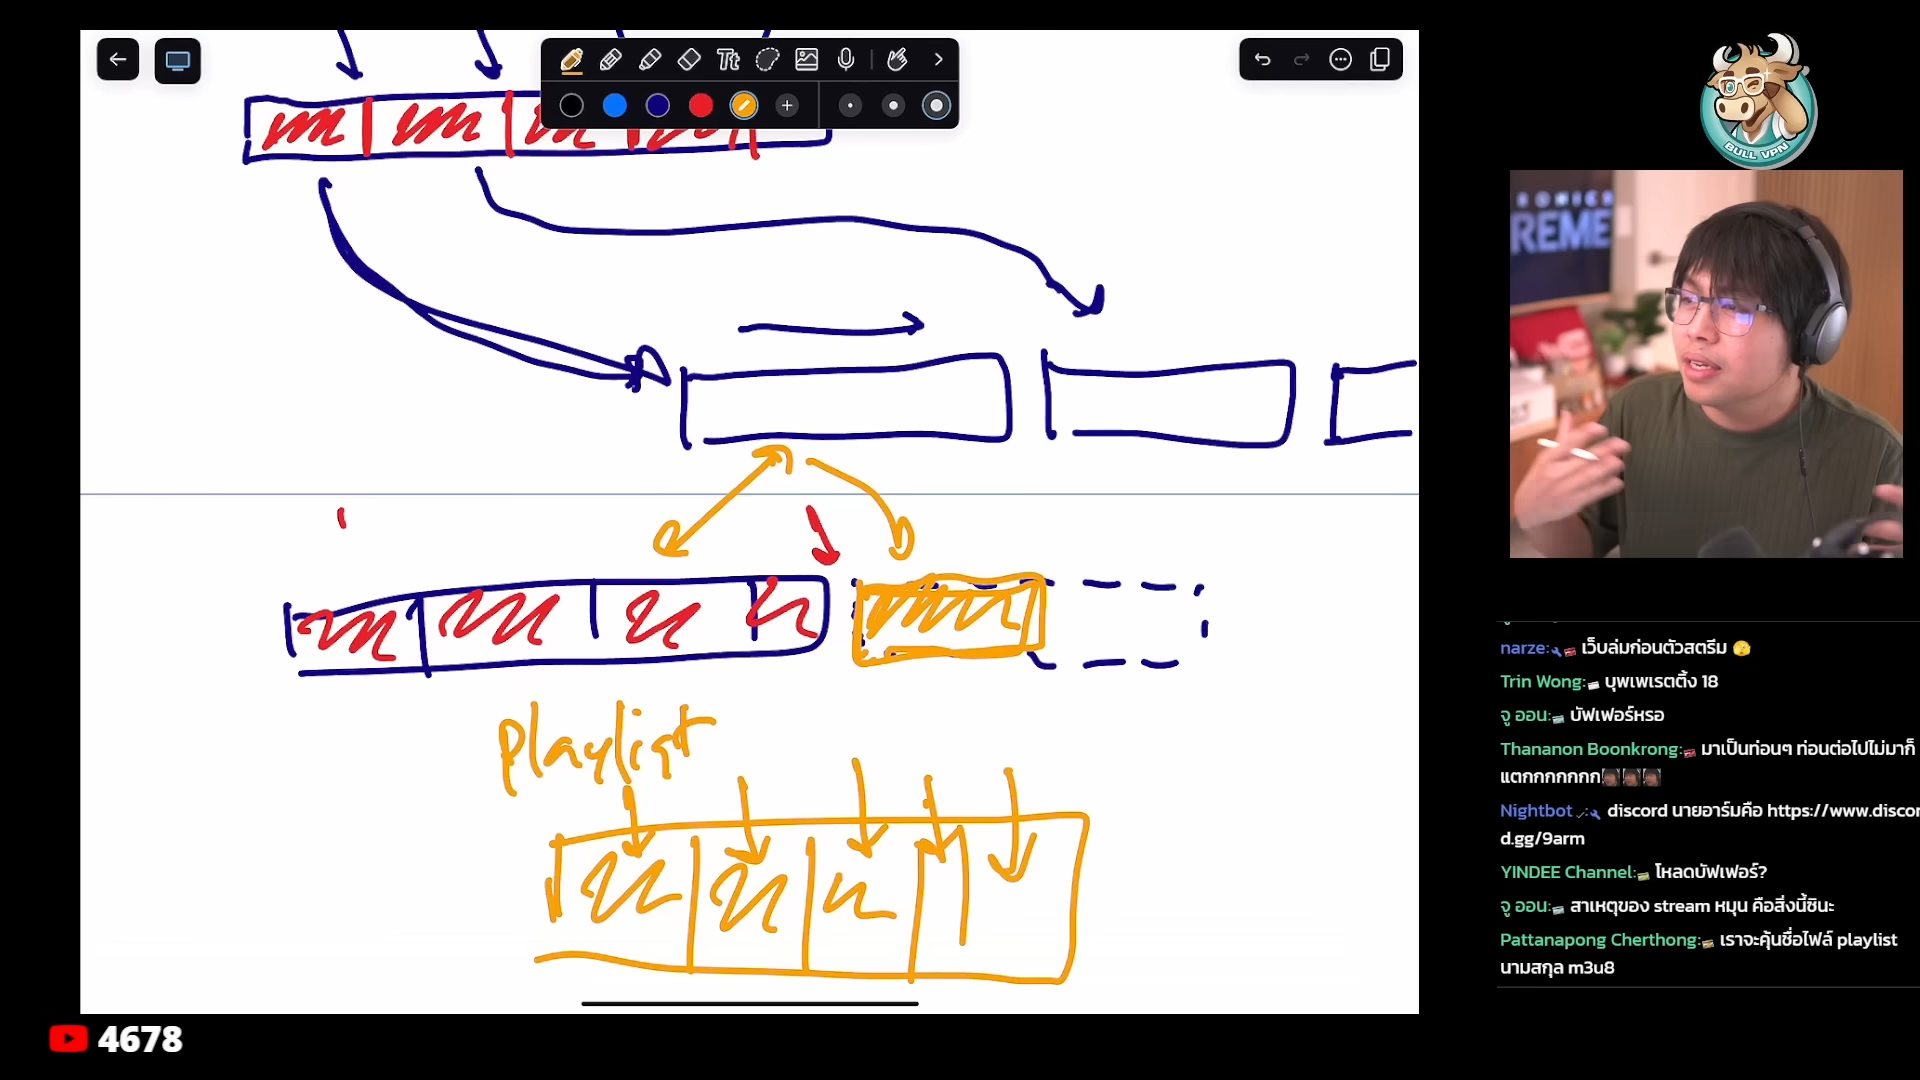 Tt
BULL VPN
RONICS
REME
Playlist
narze: เว็บล่มก่อนตัวสตรีม
Trin Wong: บุพเพเรตติ้ง 18
จู ออน: บัฟเฟอร์หรอ
Thananon Boonkrong: มาเป็นท่อนๆ ท่อนต่อไปไม่มาก็
แตกกกกกกก
Nightbot: discord นายอาร์มคือ https://www.discor
d.gg/9arm
YINDEE Channel: โหลดบัฟเฟอร์?
จู ออน: สาเหตุของ stream หมุน คือสิ่งนี้ซินะ
Pattanapong Cherthong: เราจะคุ้นชื่อไฟล์ playlist
นามสกุล m3u8
4678